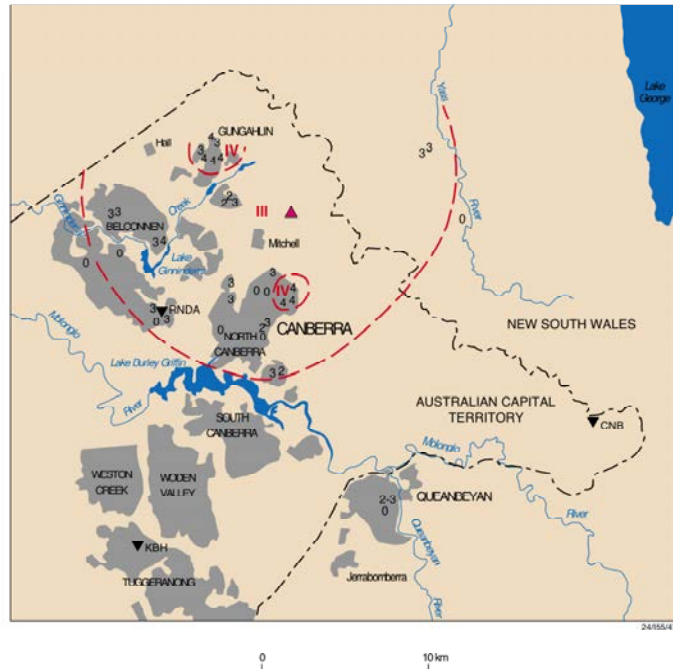 Lake
George
Yass
River
GUNGAHLIN
Hall
4
3
3
IV
4 4 4
3 3
2
2 3
III
Ginninderra
Creek
3 3
BELCONNEN
3 4
0
0
Lake
Ginninderra
Mitchell
0
3
3
3
0 0
IV
4
4 4
RNDA
3
0 3
0
2 3
0
NORTH
CANBERRA
CANBERRA
NEW SOUTH WALES
Molonglo
River
Lake Burley Griffin
3 2
AUSTRALIAN CAPITAL
TERRITORY
CNB
SOUTH
CANBERRA
Molonglo
River
WESTON
CREEK
WODEN
VALLEY
QUEANBEYAN
2-3
0
Queanbeyan
River
KBH
TUGGERANONG
Jerrabomberra
24/155/4
0 10 km